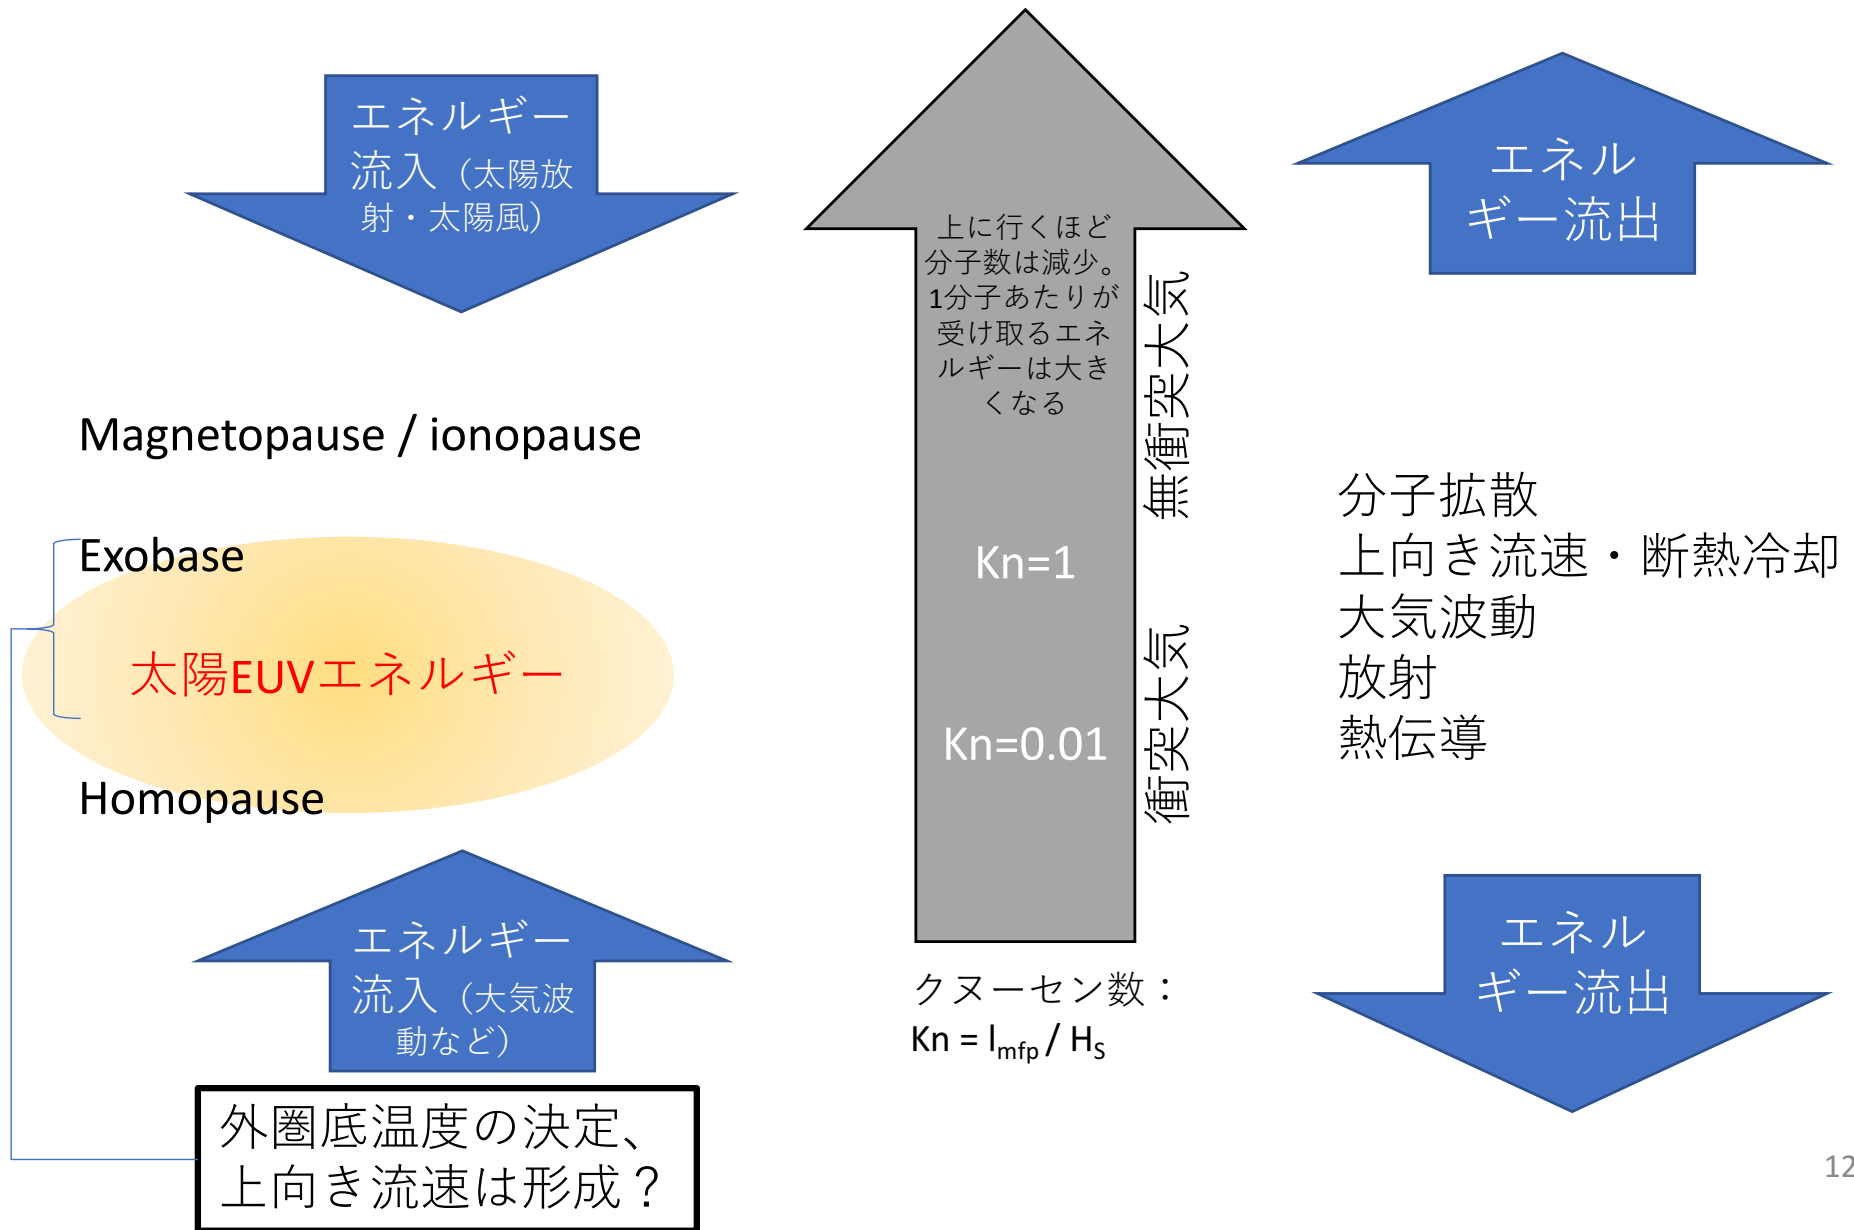 エネルギー
流入（太陽放
射・太陽風）
Magnetopause / ionopause
Exobase
太陽EUVエネルギー
Homopause
エネルギー
流入（大気波
動など）
外圏底温度の決定、
上向き流速は形成？
上に行くほど
分子数は減少。
1分子あたりが
受け取るエネ
ルギーは大き
くなる
Kn=1
Kn=0.01
無衝突大気
衝突大気
クヌーセン数：
Kn = lmfp / HS
エネル
ギー流出
分子拡散
上向き流速・断熱冷却
大気波動
放射
熱伝導
エネル
ギー流出
12